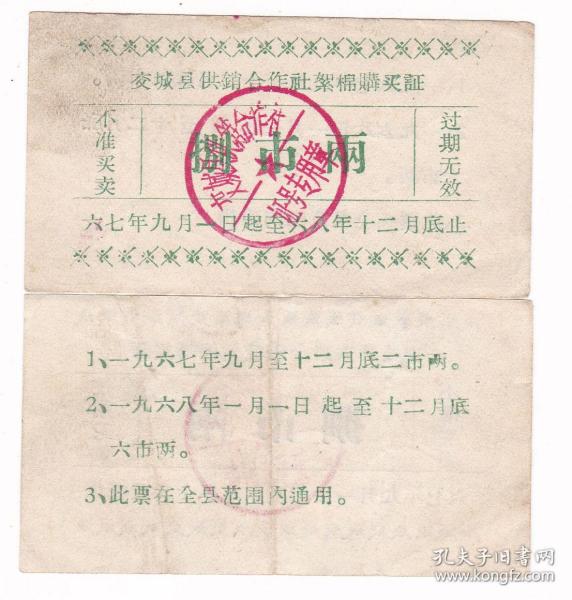 交城县供销合作社絮棉購买証
不准买卖
捌市兩
过期无效
六七年九月一日起至六八年十二月底止
1、一九六七年九月至十二月底二市两。
2、一九六八年一月一日起至十二月底
六市两。
3、此票在全县范围內通用。
孔夫子旧书网
www.kongfz.com